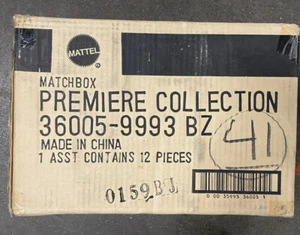 MATTEL
MATCHBOX
PREMIERE COLLECTION
36005-9993 BZ
41
MADE IN CHINA
1 ASST CONTAINS 12 PIECES
0159BJ